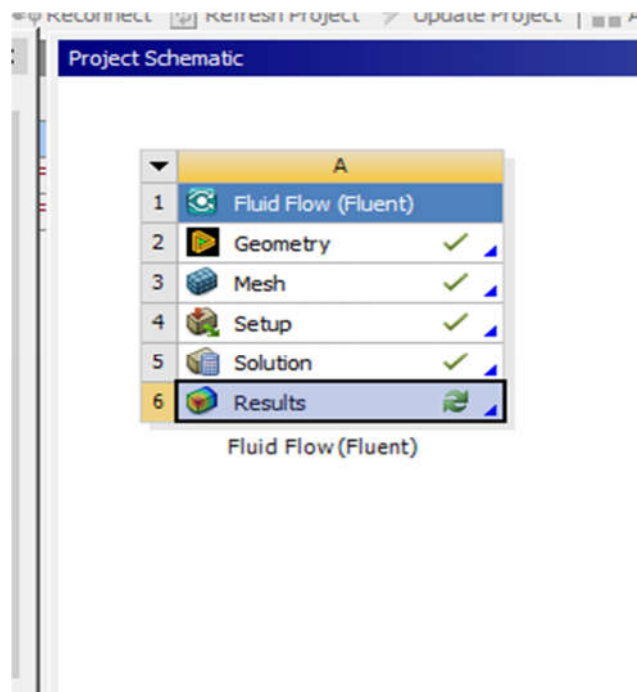 Reconnect Refresh Project Update Project
Project Schematic
A
1 Fluid Flow (Fluent)
2 Geometry
3 Mesh
4 Setup
5 Solution
6 Results
Fluid Flow (Fluent)